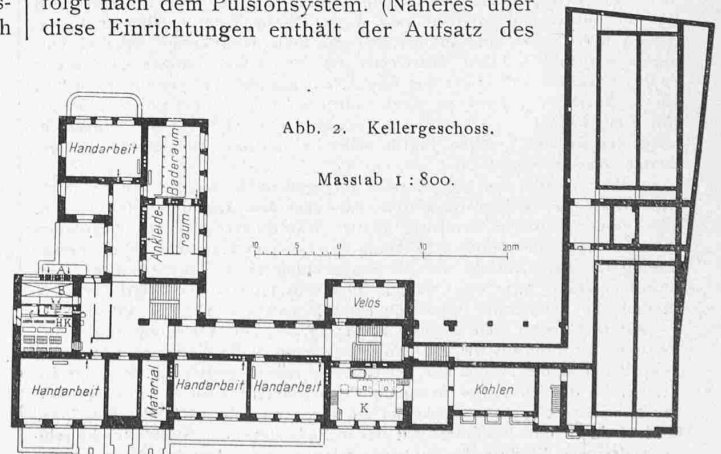 s-
h
folgt nach dem Pulsionsystem. (Näheres über
diese Einrichtungen enthält der Aufsatz des
Abb. 2. Kellergeschoss.
Masstab 1 : 800.
Handarbeit
Baderaum
Ankleide-
raum
10 5 0 10 20m
Velos
A
B
C
HK
Handarbeit
Material
Handarbeit
Handarbeit
K
Kohlen